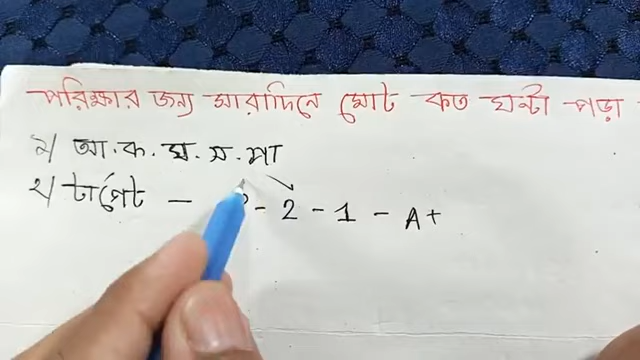 পরিক্ষার জন্য সারাদিনে মোট কত ঘন্টা পড়া
১/ আ.ক.ঘ.ম.পা
২/ টার্গেট - - 2 - 1 - A+